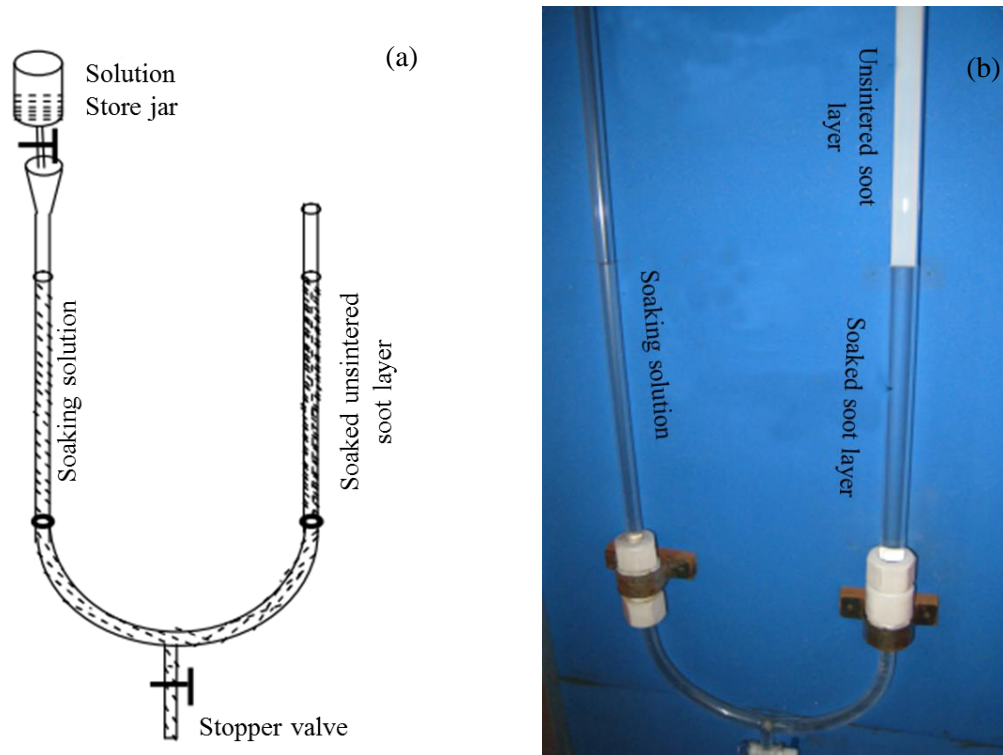 (a)
Solution
Store jar
Soaking solution
Soaked unsintered
soot layer
Stopper valve
(b)
Unsintered soot
layer
Soaking solution
Soaked soot layer